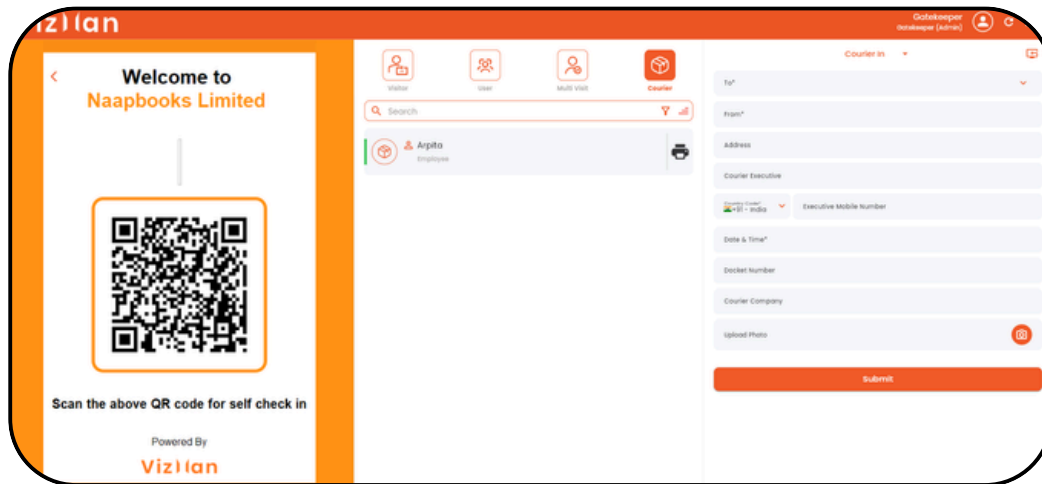 Gatekeeper
Gatekeeper (Admin)
Welcome to
Naapbooks Limited
Scan the above QR code for self check in
Powered By
Visitor
User
Multi Visit
Courier
Search
Arpita
Employee
Courier In
To*
From*
Address
Courier Executive
Country Code*
+91 - India
Executive Mobile Number
Date & Time*
Docket Number
Courier Company
Upload Photo
Submit